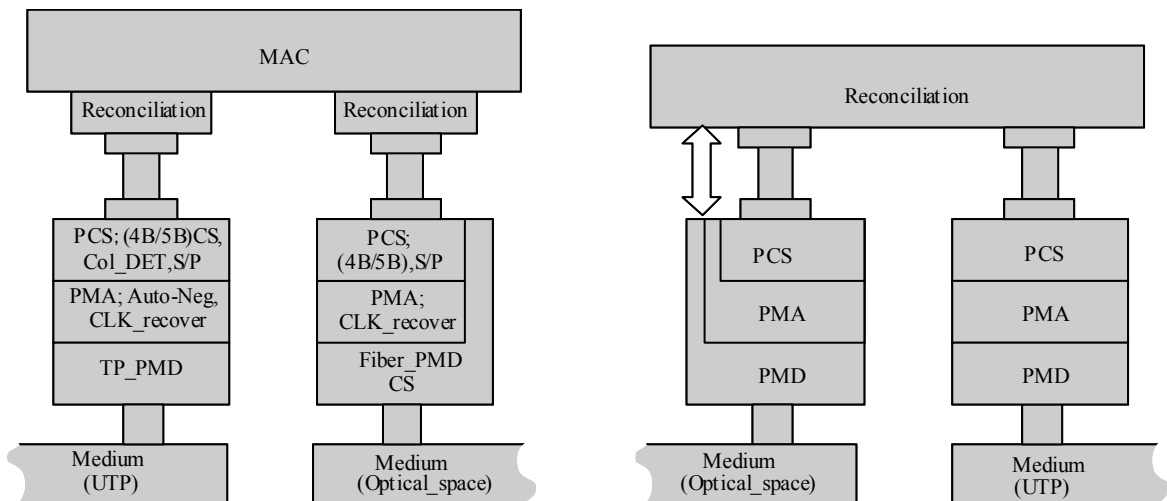 MAC
Reconciliation
Reconciliation
PCS; (4B/5B)CS,
Col_DET,S/P
PMA; Auto-Neg,
CLK_recover
TP_PMD
Medium
(UTP)
PCS;
(4B/5B),S/P
PMA;
CLK_recover
Fiber_PMD
CS
Medium
(Optical_space)
Reconciliation
PCS
PMA
PMD
Medium
(Optical_space)
PCS
PMA
PMD
Medium
(UTP)